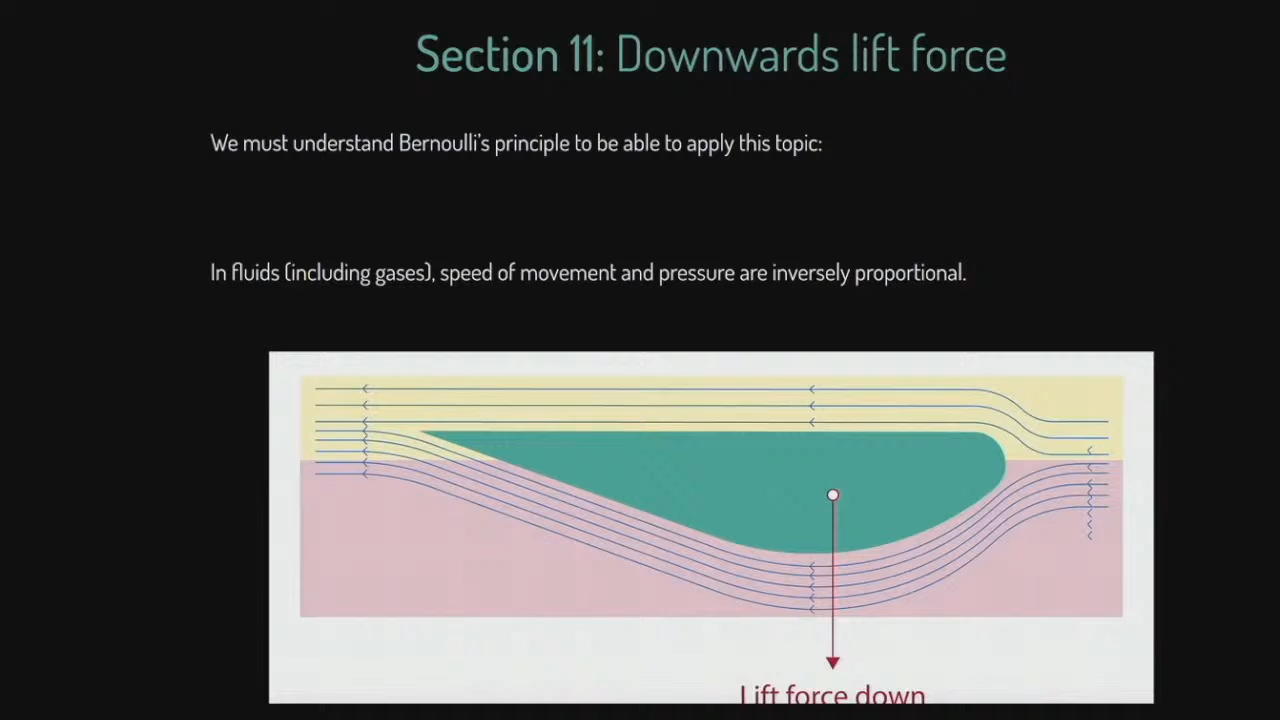 Section 11: Downwards lift force
We must understand Bernoulli's principle to be able to apply this topic:
In fluids (including gases), speed of movement and pressure are inversely proportional.
Lift force down